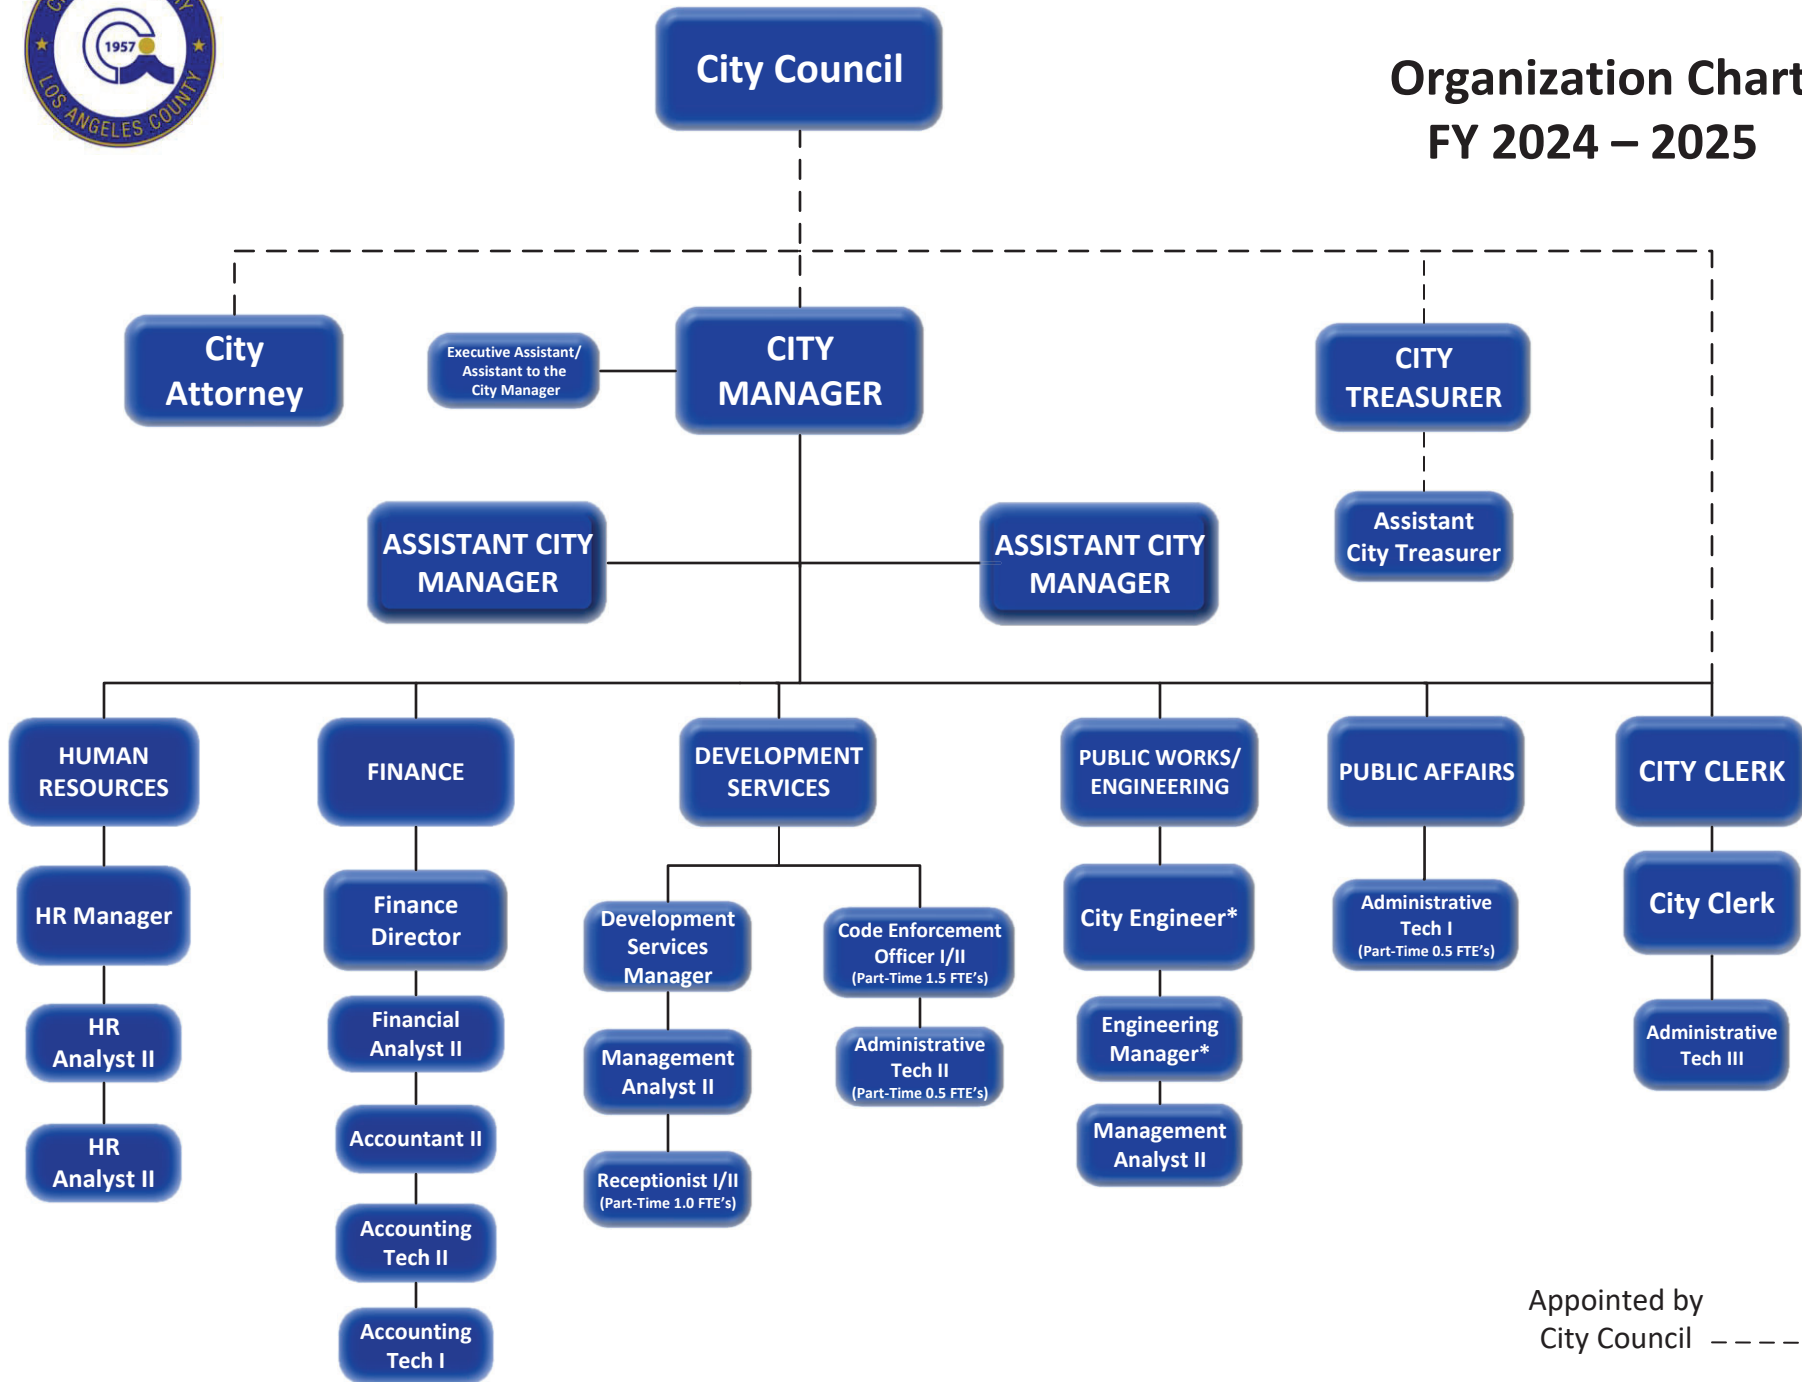 1957
LOS ANGELES COUNTY
City Council
Organization Chart
FY 2024 – 2025
City
Attorney
Executive Assistant/
Assistant to the
City Manager
CITY
MANAGER
CITY
TREASURER
ASSISTANT CITY
MANAGER
ASSISTANT CITY
MANAGER
Assistant
City Treasurer
HUMAN
RESOURCES
FINANCE
DEVELOPMENT
SERVICES
PUBLIC WORKS/
ENGINEERING
PUBLIC AFFAIRS
CITY CLERK
HR Manager
HR
Analyst II
HR
Analyst II
Finance
Director
Financial
Analyst II
Accountant II
Accounting
Tech II
Accounting
Tech I
Development
Services
Manager
Management
Analyst II
Receptionist I/II
(Part-Time 1.0 FTE's)
Code Enforcement
Officer I/II
(Part-Time 1.5 FTE's)
Administrative
Tech II
(Part-Time 0.5 FTE's)
City Engineer*
Engineering
Manager*
Management
Analyst II
Administrative
Tech I
(Part-Time 0.5 FTE's)
City Clerk
Administrative
Tech III
Appointed by
City Council